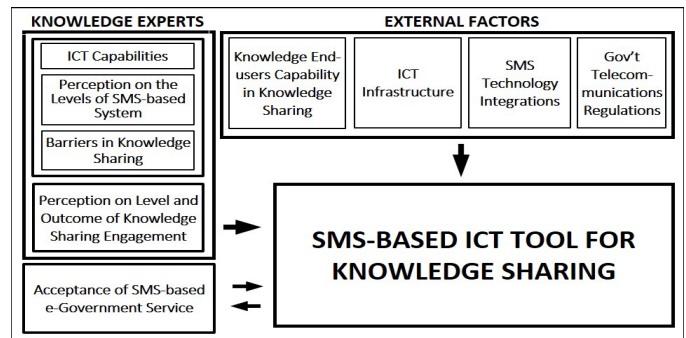 KNOWLEDGE EXPERTS
ICT Capabilities
Perception on the
Levels of SMS-based
System
Barriers in Knowledge
Sharing
Perception on Level and
Outcome of Knowledge
Sharing Engagement
Acceptance of SMS-based
e-Government Service
EXTERNAL FACTORS
Knowledge End-
users Capability
in Knowledge
Sharing
ICT
Infrastructure
SMS
Technology
Integrations
Gov't
Telecom-
munications
Regulations
SMS-BASED ICT TOOL FOR
KNOWLEDGE SHARING